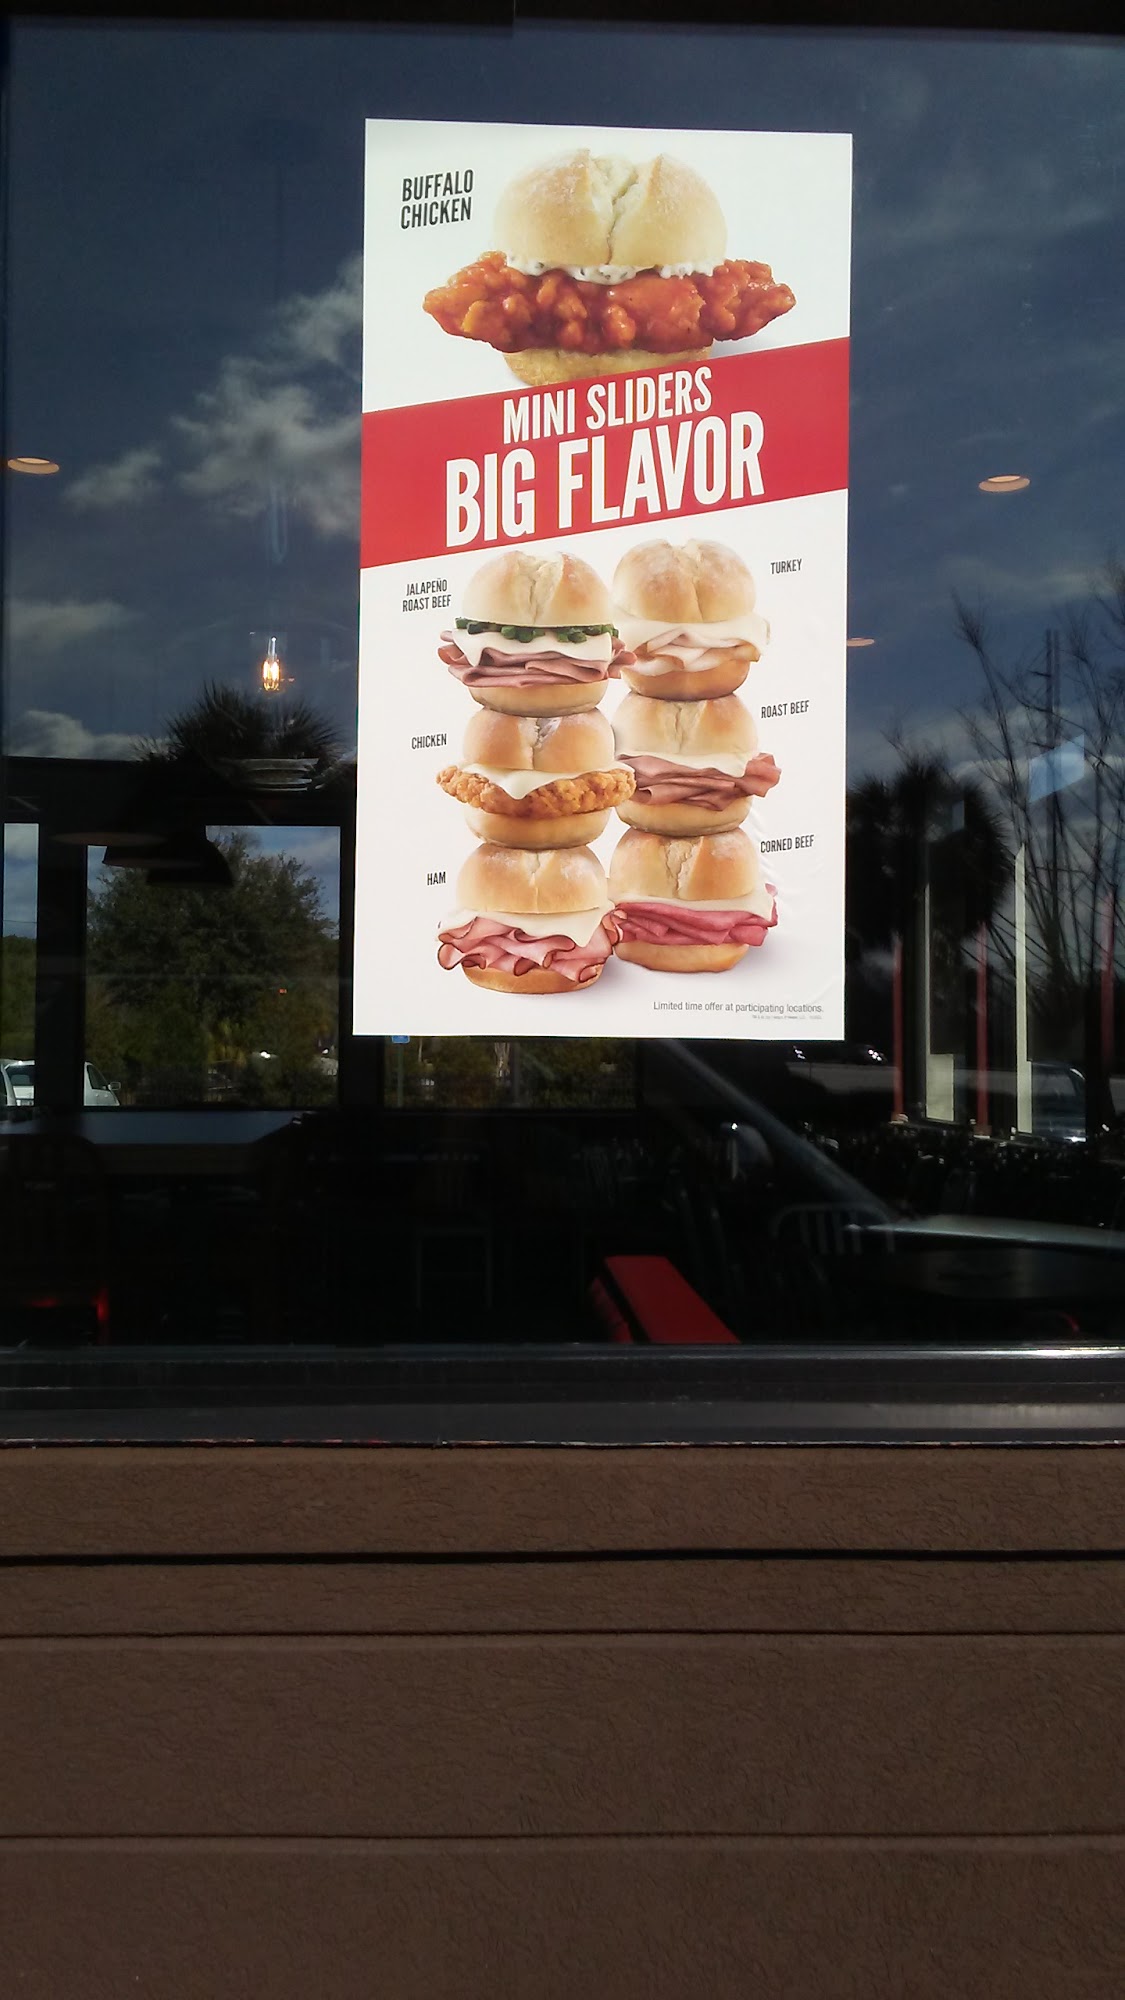 BUFFALO
CHICKEN
MINI SLIDERS
BIG FLAVOR
JALAPEÑO
ROAST BEEF
TURKEY
CHICKEN
ROAST BEEF
HAM
CORNED BEEF
Limited time offer at participating locations.